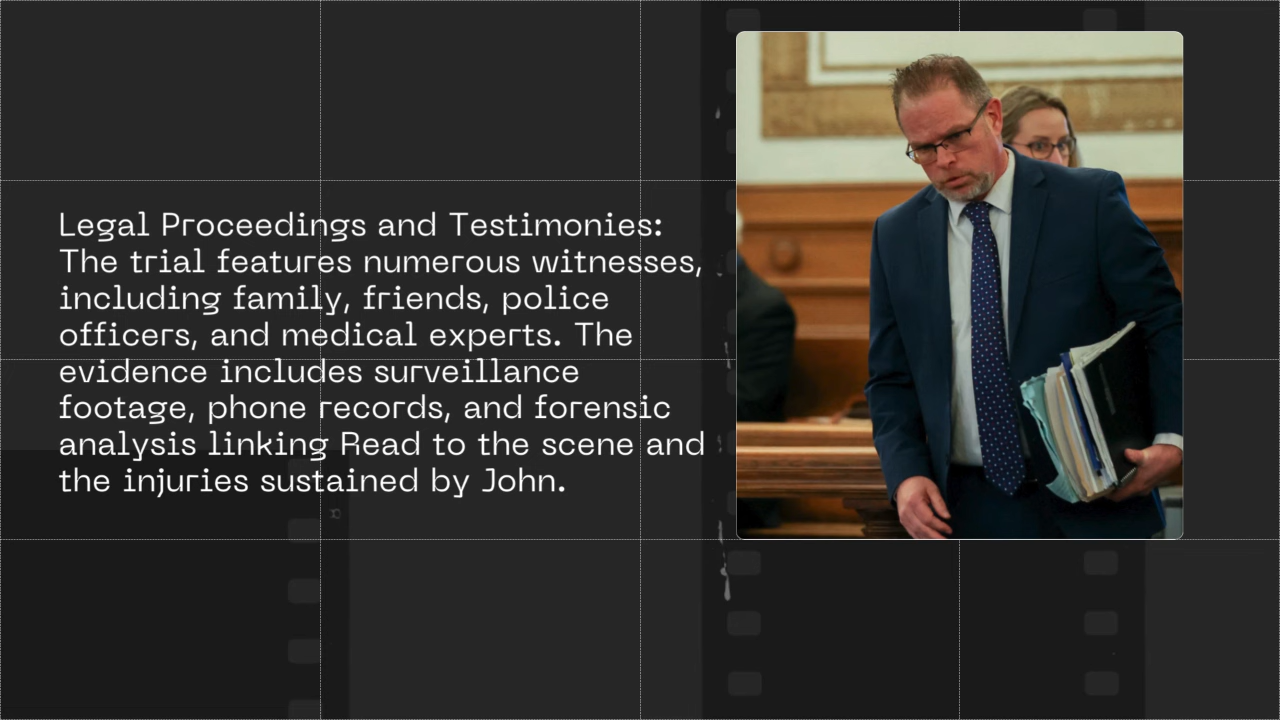 Legal Proceedings and Testimonies:
The trial features numerous witnesses,
including family, friends, police
officers, and medical experts. The
evidence includes surveillance
footage, phone records, and forensic
analysis linking Read to the scene and
the injuries sustained by John.